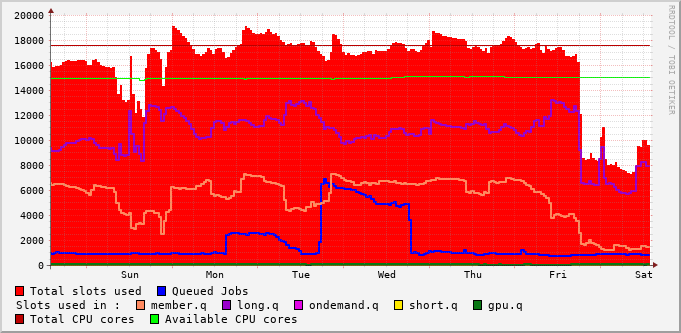 20000
18000
16000
14000
12000
10000
8000
6000
4000
2000
0
Sun Mon Tue Wed Thu Fri Sat
RRDTOOL / TOBI OETIKER
Total slots used Queued Jobs
Slots used in : member.q long.q ondemand.q short.q gpu.q
Total CPU cores Available CPU cores